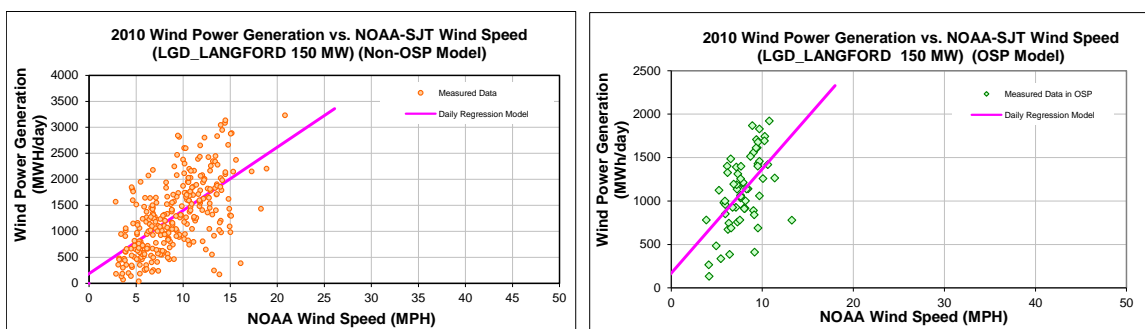 2010 Wind Power Generation vs. NOAA-SJT Wind Speed
(LGD_LANGFORD 150 MW) (Non-OSP Model)
Wind Power Generation
(MWH/day)
4000
3500
3000
2500
2000
1500
1000
500
0
Measured Data
Daily Regression Model
0 5 10 15 20 25 30 35 40 45 50
NOAA Wind Speed (MPH)
2010 Wind Power Generation vs. NOAA-SJT Wind Speed
(LGD_LANGFORD 150 MW) (OSP Model)
Wind Power Generation
(MWh/day)
2500
2000
1500
1000
500
0
Measured Data in OSP
Daily Regression Model
0 10 20 30 40 50
NOAA Wind Speed (MPH)